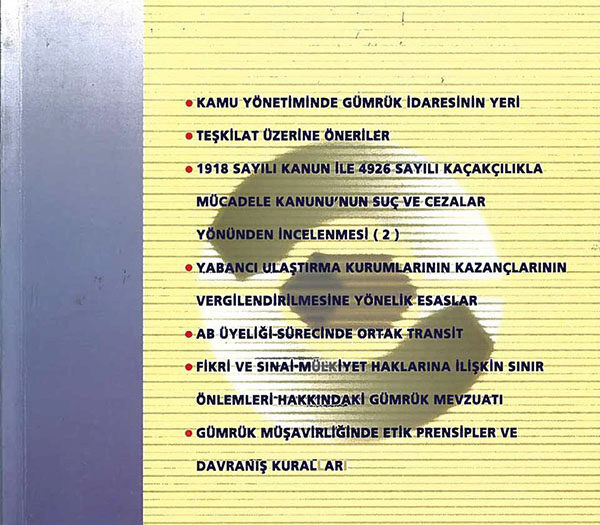 • KAMU YÖNETİMİNDE GÜMRÜK İDARESİNİN YERİ
• TEŞKİLAT ÜZERİNE ÖNERİLER
• 1918 SAYILI KANUN İLE 4926 SAYILI KAÇAKÇILIKLA
MÜCADELE KANUNU'NUN SUÇ VE CEZALAR
YÖNÜNDEN İNCELENMESİ ( 2 )
• YABANCI ULAŞTIRMA KURUMLARININ KAZANÇLARININ
VERGİLENDİRİLMESİNE YÖNELİK ESASLAR
• AB ÜYELİĞİ-SÜRECİNDE ORTAK TRANSİT
• FİKRİ VE SINAİ-MÜLKİYET HAKLARINA İLİŞKİN SINIR
ÖNLEMLERİ HAKKINDAKİ GÜMRÜK MEVZUATI
• GÜMRÜK MÜŞAVİRLİĞİNDE ETİK PRENSİPLER VE
DAVRANIŞ KURALLARI